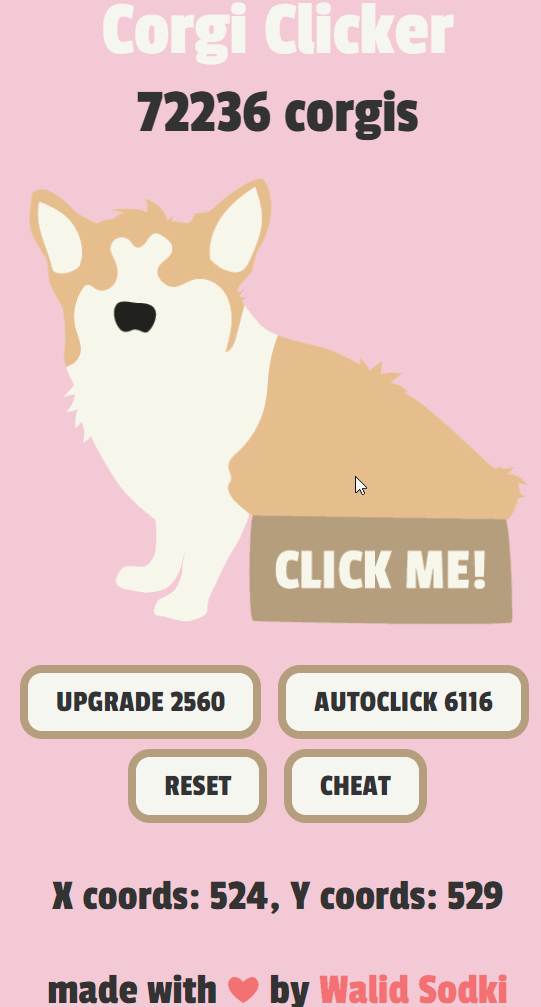 Corgi Clicker
72236 corgis
CLICK ME!
UPGRADE 2560
AUTOCLICK 6116
RESET
CHEAT
X coords: 524, Y coords: 529
made with ❤ by Walid Sodki